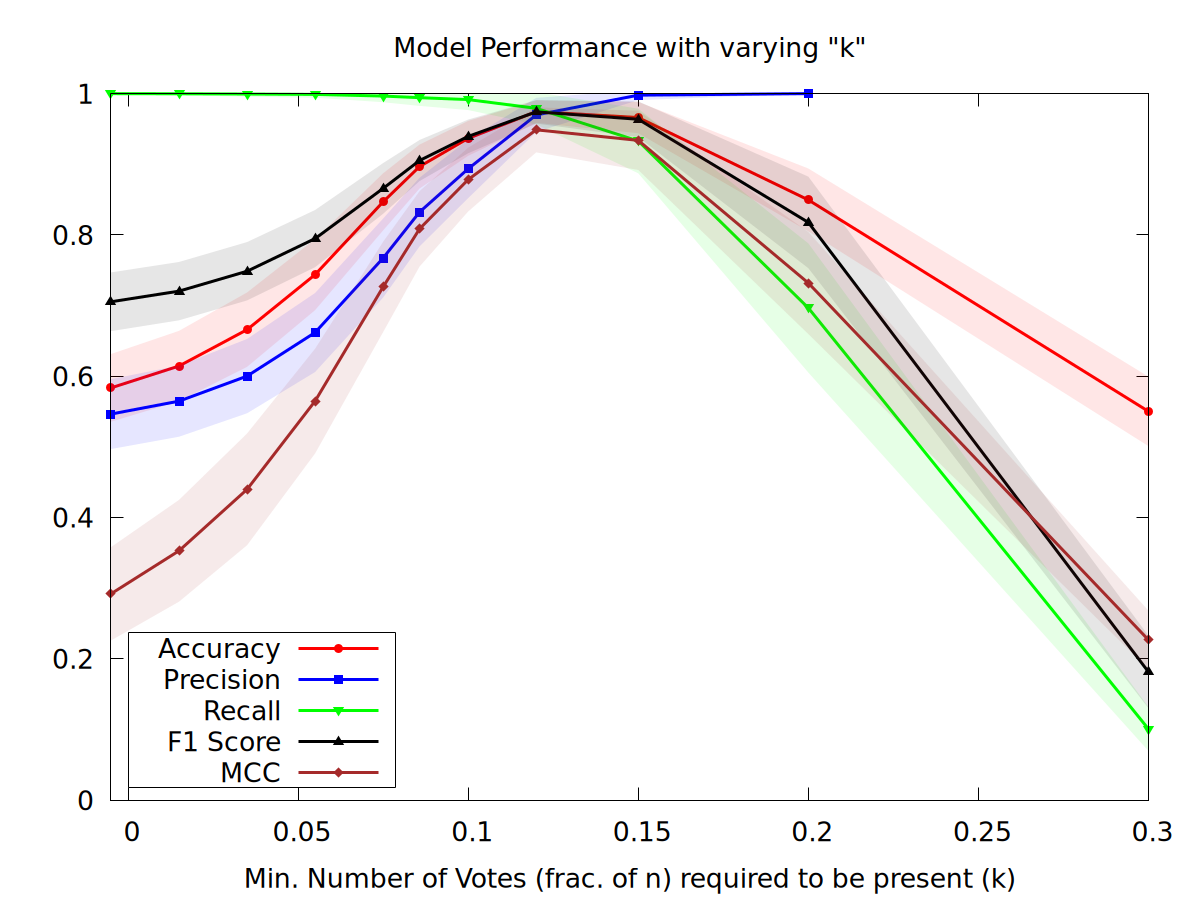 Model Performance with varying "k"
1
0.8
0.6
0.4
0.2
0
Accuracy
Precision
Recall
F1 Score
MCC
0 0.05 0.1 0.15 0.2 0.25 0.3
Min. Number of Votes (frac. of n) required to be present (k)